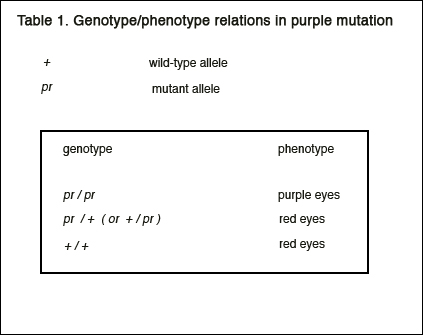 Table 1. Genotype/phenotype relations in purple mutation
+ wild-type allele
pr mutant allele
genotype phenotype
pr / pr purple eyes
pr / + ( or + / pr ) red eyes
+ / + red eyes